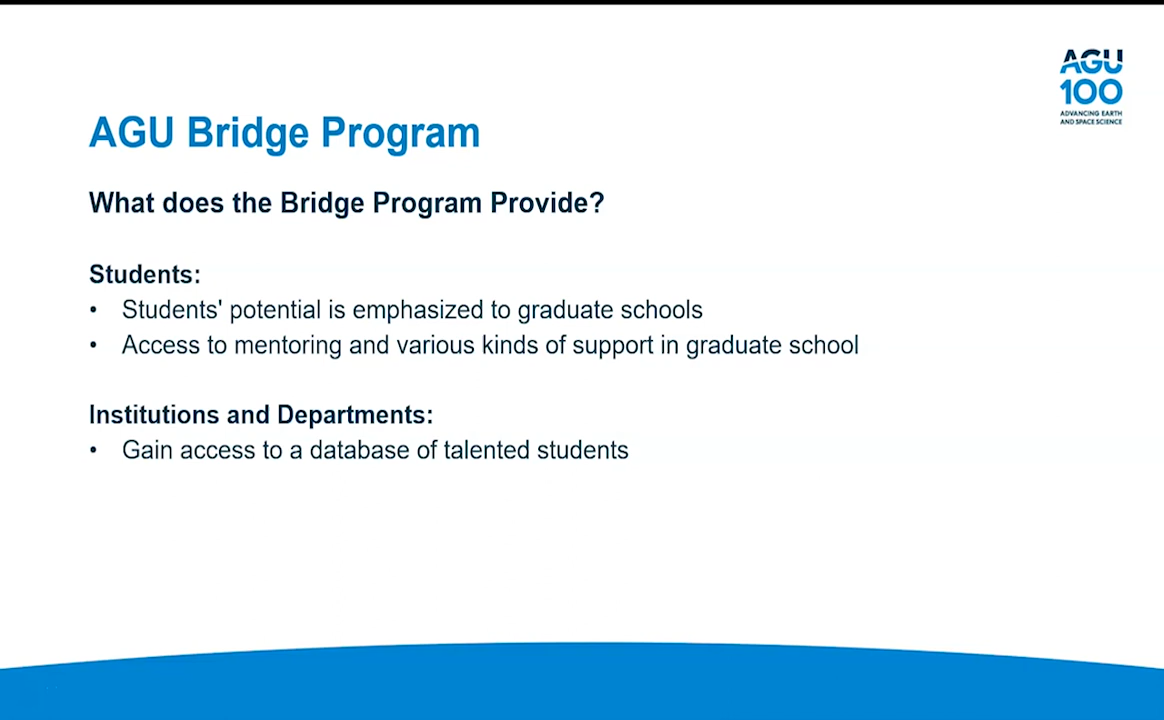 AGU
100
ADVANCING EARTH
AND SPACE SCIENCE
AGU Bridge Program
What does the Bridge Program Provide?
Students:
• Students' potential is emphasized to graduate schools
• Access to mentoring and various kinds of support in graduate school
Institutions and Departments:
• Gain access to a database of talented students